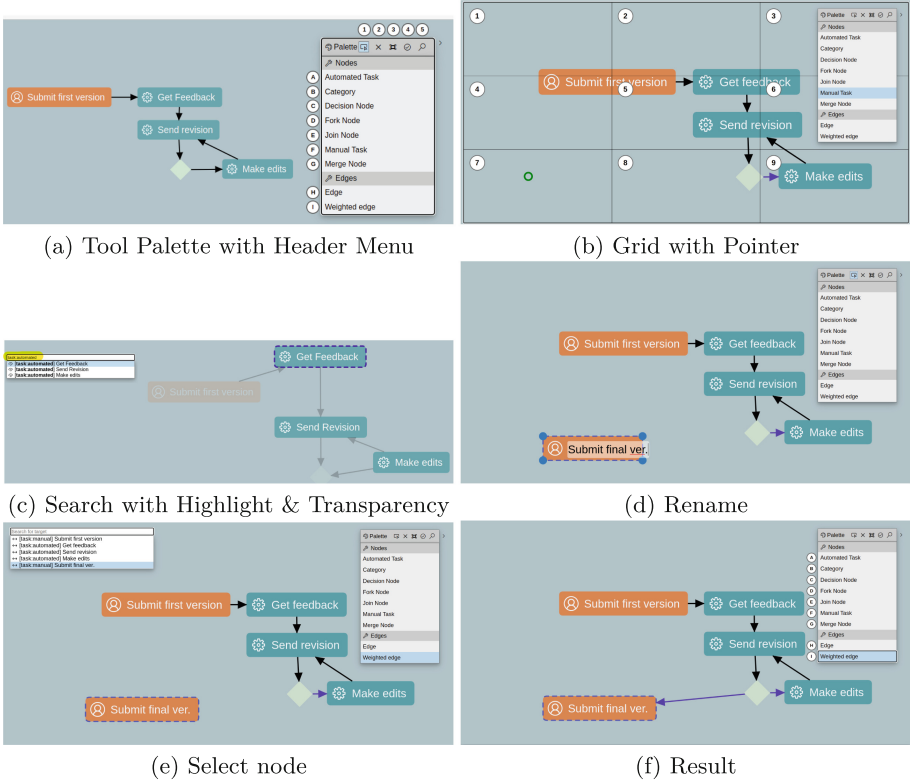 1 2 3 4 5
Palette
Nodes
A Automated Task
B Category
C Decision Node
D Fork Node
E Join Node
F Manual Task
G Merge Node
Edges
H Edge
I Weighted edge
Submit first version
Get Feedback
Send revision
Make edits
(a) Tool Palette with Header Menu
1 2 3
4 5 6
7 8 9
Submit first version
Get feedback
Send revision
Make edits
Palette
Nodes
Automated Task
Category
Decision Node
Fork Node
Join Node
Manual Task
Merge Node
Edges
Edge
Weighted edge
(b) Grid with Pointer
task:automated
[task:automated] Get Feedback
[task:automated] Send Revision
[task:automated] Make edits
Get Feedback
Submit first version
Send Revision
Make edits
(c) Search with Highlight & Transparency
Palette
Nodes
Automated Task
Category
Decision Node
Fork Node
Join Node
Manual Task
Merge Node
Edges
Edge
Weighted edge
Submit first version
Get feedback
Send revision
Make edits
Submit final ver.
(d) Rename
Search for target
[task:manual] Submit first version
[task:automated] Get feedback
[task:automated] Send revision
[task:automated] Make edits
[task:manual] Submit final ver.
Palette
Nodes
Automated Task
Category
Decision Node
Fork Node
Join Node
Manual Task
Merge Node
Edges
Edge
Weighted edge
Submit first version
Get feedback
Send revision
Make edits
Submit final ver.
(e) Select node
Palette
Nodes
A Automated Task
B Category
C Decision Node
D Fork Node
E Join Node
F Manual Task
G Merge Node
Edges
H Edge
I Weighted edge
Submit first version
Get feedback
Send revision
Make edits
Submit final ver.
(f) Result